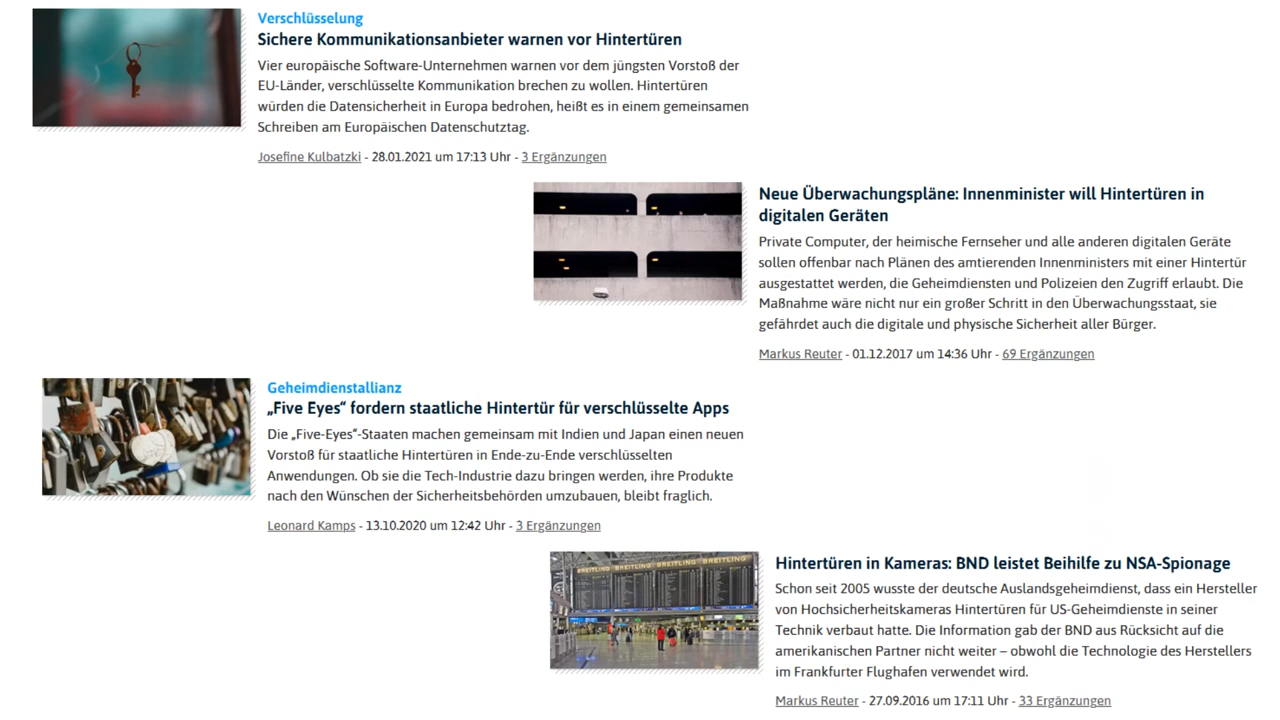 Verschlüsselung
Sichere Kommunikationsanbieter warnen vor Hintertüren
Vier europäische Software-Unternehmen warnen vor dem jüngsten Vorstoß der
EU-Länder, verschlüsselte Kommunikation brechen zu wollen. Hintertüren
würden die Datensicherheit in Europa bedrohen, heißt es in einem gemeinsamen
Schreiben am Europäischen Datenschutztag.
Josefine Kulbatzki - 28.01.2021 um 17:13 Uhr - 3 Ergänzungen
Neue Überwachungspläne: Innenminister will Hintertüren in
digitalen Geräten
Private Computer, der heimische Fernseher und alle anderen digitalen Geräte
sollen offenbar nach Plänen des amtierenden Innenministers mit einer Hintertür
ausgestattet werden, die Geheimdiensten und Polizeien den Zugriff erlaubt. Die
Maßnahme wäre nicht nur ein großer Schritt in den Überwachungsstaat, sie
gefährdet auch die digitale und physische Sicherheit aller Bürger.
Markus Reuter - 01.12.2017 um 14:36 Uhr - 69 Ergänzungen
Geheimdienstallianz
„Five Eyes“ fordern staatliche Hintertür für verschlüsselte Apps
Die „Five-Eyes“-Staaten machen gemeinsam mit Indien und Japan einen neuen
Vorstoß für staatliche Hintertüren in Ende-zu-Ende verschlüsselten
Anwendungen. Ob sie die Tech-Industrie dazu bringen werden, ihre Produkte
nach den Wünschen der Sicherheitsbehörden umzubauen, bleibt fraglich.
Leonard Kamps - 13.10.2020 um 12:42 Uhr - 3 Ergänzungen
BREITLING BREITLING BREITLING BREITLING
Hintertüren in Kameras: BND leistet Beihilfe zu NSA-Spionage
Schon seit 2005 wusste der deutsche Auslandsgeheimdienst, dass ein Hersteller
von Hochsicherheitskameras Hintertüren für US-Geheimdienste in seiner
Technik verbaut hatte. Die Information gab der BND aus Rücksicht auf die
amerikanischen Partner nicht weiter – obwohl die Technologie des Herstellers
im Frankfurter Flughafen verwendet wird.
Markus Reuter - 27.09.2016 um 17:11 Uhr - 33 Ergänzungen